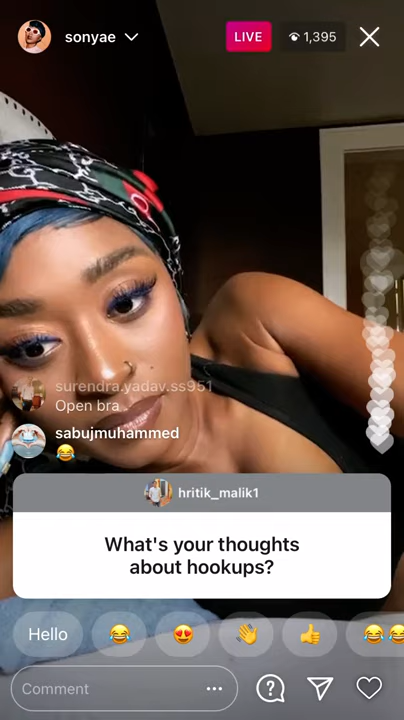 sonyae
LIVE
1,395
surendra.yadav.ss951
Open bra
sabujmuhammed
😂
hritik_malik1
What's your thoughts
about hookups?
Hello 😂 😍 👋 👍 😂😂
Comment